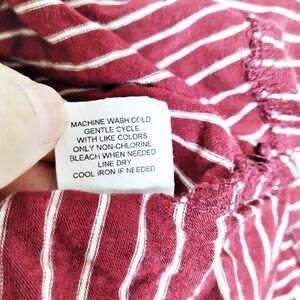 MACHINE WASH COLD
GENTLE CYCLE
WITH LIKE COLORS
ONLY NON-CHLORINE
BLEACH WHEN NEEDED
LINE DRY
COOL IRON IF NEEDED